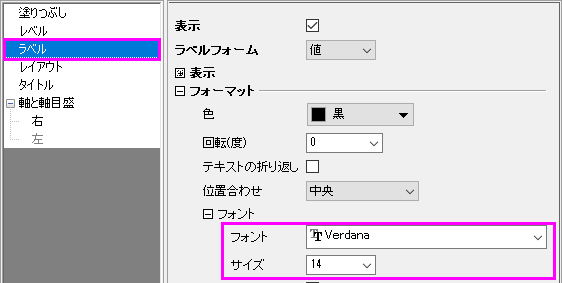 塗りつぶし
レベル
ラベル
レイアウト
タイトル
軸と軸目盛
右
左
表示
ラベルフォーム 値
表示
フォーマット
色 黒
回転(度) 0
テキストの折り返し
位置合わせ 中央
フォント
フォント Verdana
サイズ 14